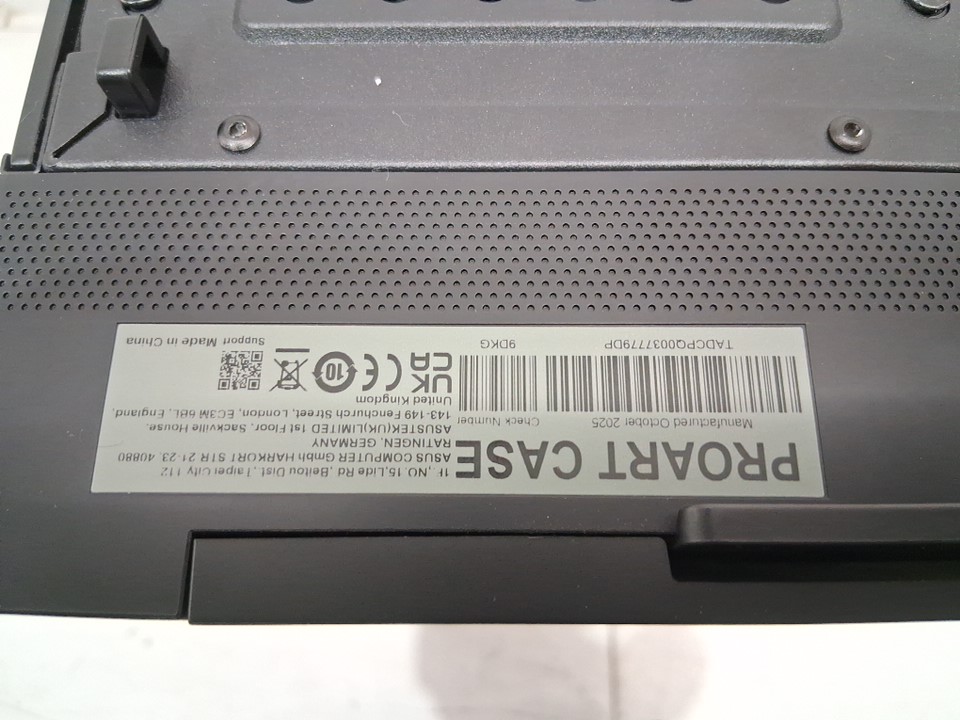 PROART CASE
Manufactured October 2025
Check Number
TADCPQ0037779DP
9DKG
1F., NO.15,Lide Rd.,Beitou Dist.,Taipei City 112
ASUS COMPUTER Gmbh HARKORT STR 21-23, 40880
RATINGEN, GERMANY
ASUSTEK(UK)LIMITED 1st Floor, Sackville House,
143-149 Fenchurch Street, London, EC3M 6BL, England,
United Kingdom
UK
CA
CE
10
Support Made in China